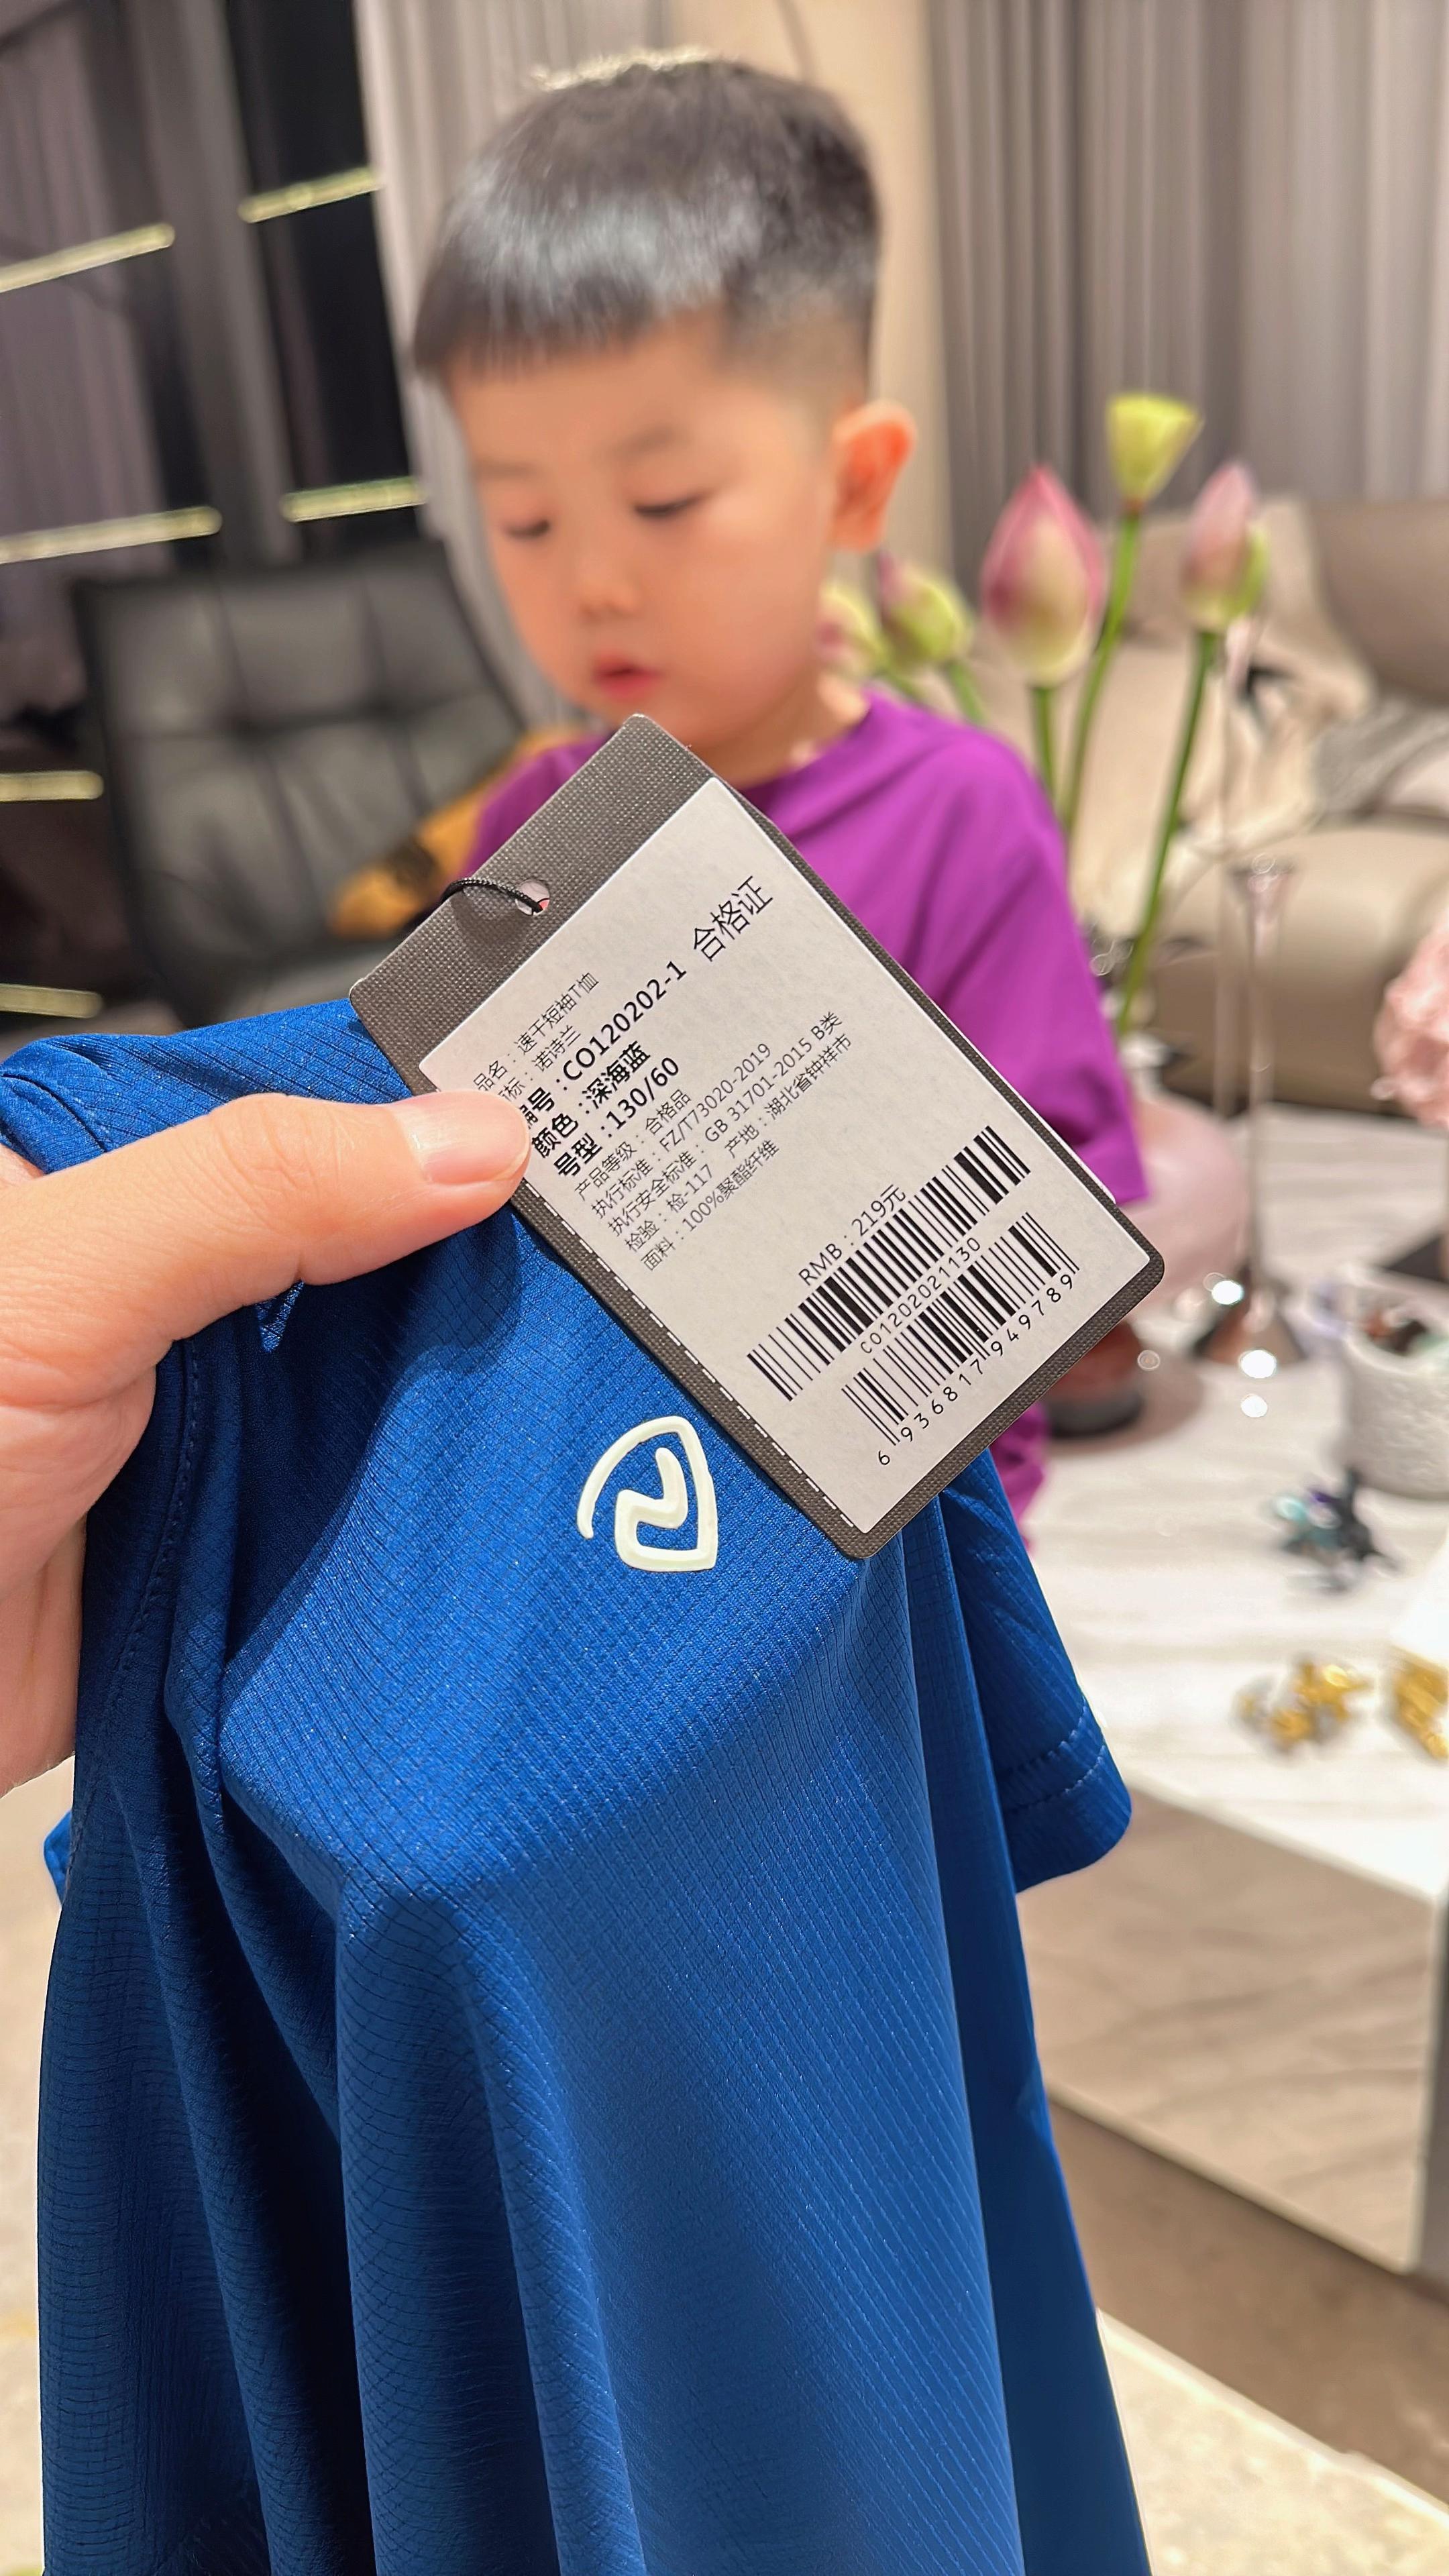 合格证
品名：速干短袖T恤
标：诺诗兰
编号：CO120202-1
颜色：深海蓝
号型：130/60
产品等级：合格品
执行标准：FZ/T73020-2019
执行安全标准：GB 31701-2015 B类
检验：检-117 产地：湖北省钟祥市
面料：100%聚酯纤维
RMB：219元
CO1202021130
6 936817 949789